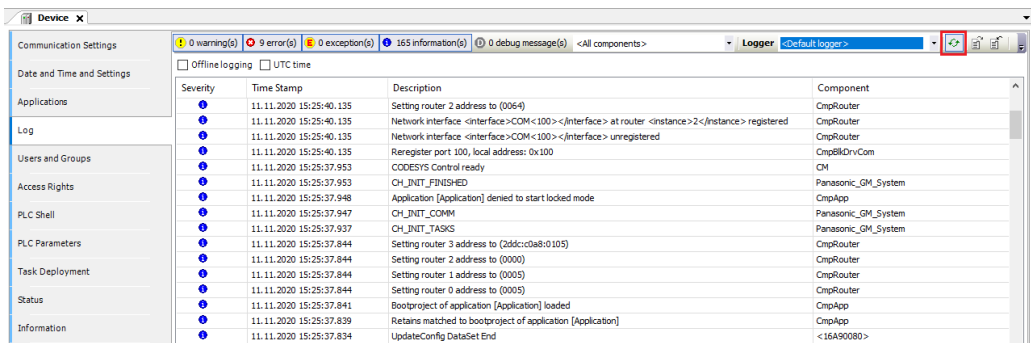 Device X
Communication Settings
Date and Time and Settings
Applications
Log
Users and Groups
Access Rights
PLC Shell
PLC Parameters
Task Deployment
Status
Information
0 warning(s) 9 error(s) 0 exception(s) 165 information(s) 0 debug message(s) <All components> Logger <Default logger>
Offline logging UTC time
Severity Time Stamp Description Component
11.11.2020 15:25:40.135 Setting router 2 address to (0064) CmpRouter
11.11.2020 15:25:40.135 Network interface <interface>COM<100></interface> at router <instance>2</instance> registered CmpRouter
11.11.2020 15:25:40.135 Network interface <interface>COM<100></interface> unregistered CmpRouter
11.11.2020 15:25:40.135 Reregister port 100, local address: 0x100 CmpBlkDrvCom
11.11.2020 15:25:37.953 CODESYS Control ready CM
11.11.2020 15:25:37.953 CH_INIT_FINISHED Panasonic_GM_System
11.11.2020 15:25:37.948 Application [Application] denied to start locked mode CmpApp
11.11.2020 15:25:37.947 CH_INIT_COMM Panasonic_GM_System
11.11.2020 15:25:37.937 CH_INIT_TASKS Panasonic_GM_System
11.11.2020 15:25:37.844 Setting router 3 address to (2ddc:c0a8:0105) CmpRouter
11.11.2020 15:25:37.844 Setting router 2 address to (0000) CmpRouter
11.11.2020 15:25:37.844 Setting router 1 address to (0005) CmpRouter
11.11.2020 15:25:37.844 Setting router 0 address to (0005) CmpRouter
11.11.2020 15:25:37.841 Bootproject of application [Application] loaded CmpApp
11.11.2020 15:25:37.839 Retains matched to bootproject of application [Application] CmpApp
11.11.2020 15:25:37.834 UpdateConfig DataSet End <16A90080>